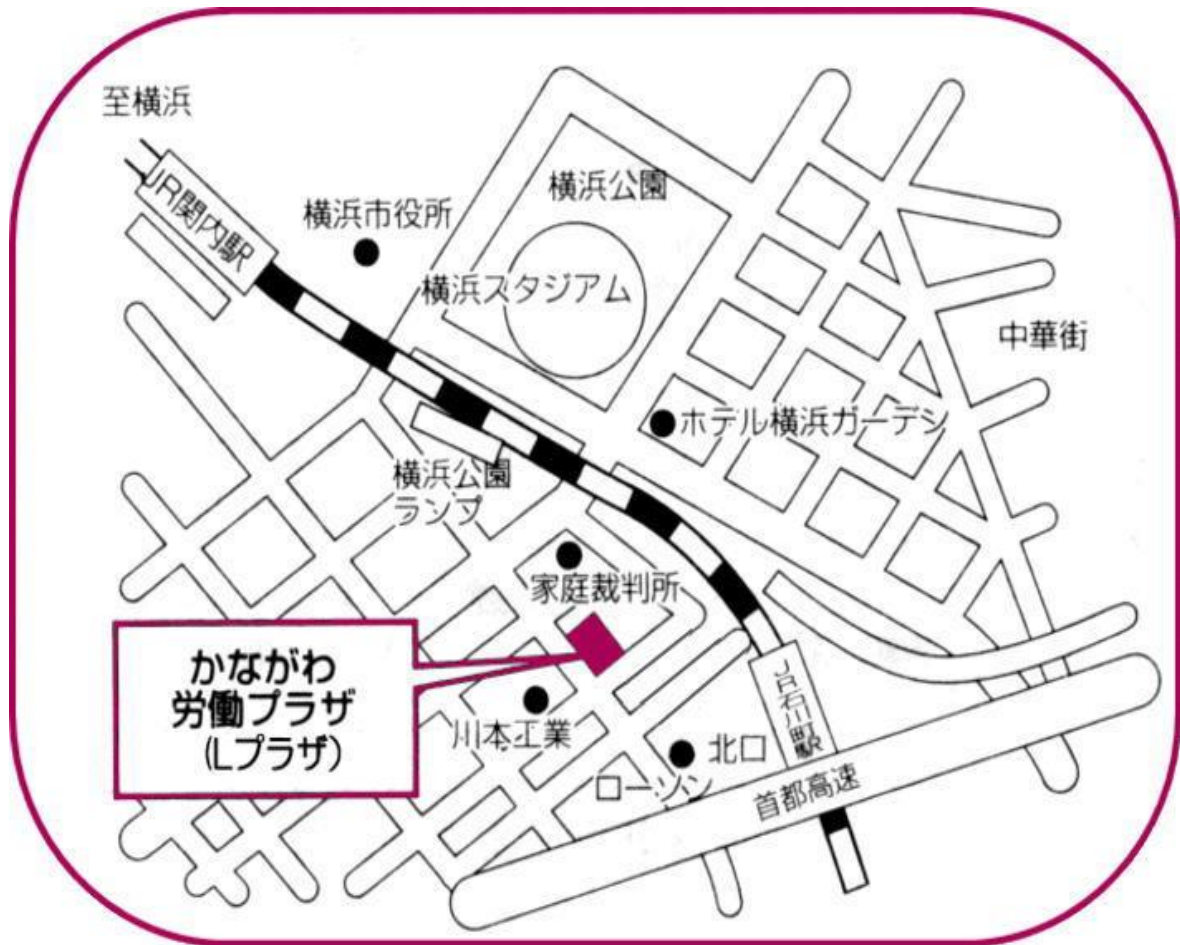 至横浜
JR関内駅
横浜市役所
横浜公園
横浜スタジアム
中華街
ホテル横浜ガーデン
横浜公園
ランプ
家庭裁判所
かながわ
労働プラザ
(Lプラザ)
川本工業
JR石川町駅
北口
ローソン
首都高速